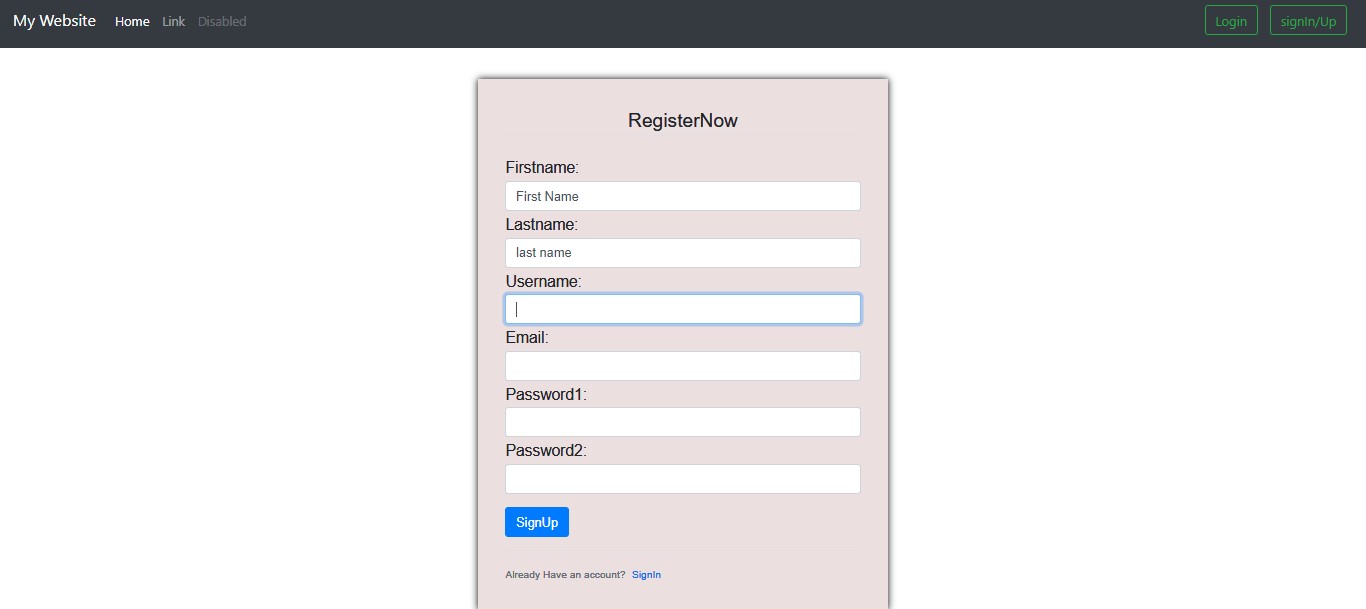 My Website Home Link Disabled Login signIn/Up
RegisterNow
Firstname:
First Name
Lastname:
last name
Username:
Email:
Password1:
Password2:
SignUp
Already Have an account? SignIn